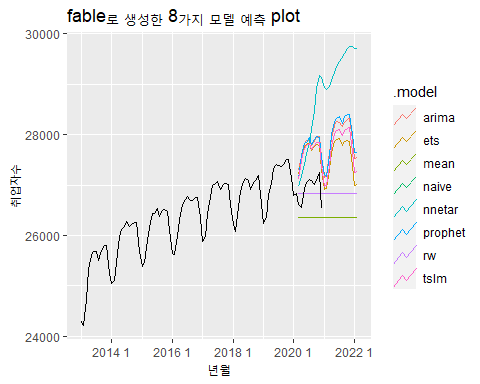 fable로 생성한 8가지 모델 예측 plot
30000
28000
26000
24000
취업자수
2014 1
2016 1
2018 1
2020 1
2022 1
년월
.model
arima
ets
mean
naive
nnetar
prophet
rw
tslm